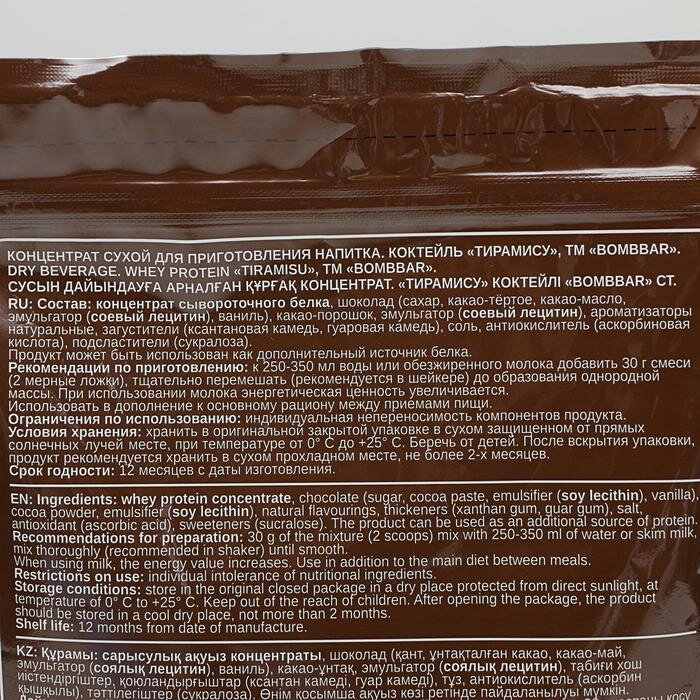 КОНЦЕНТРАТ СУХОЙ ДЛЯ ПРИГОТОВЛЕНИЯ НАПИТКА. КОКТЕЙЛЬ «ТИРАМИСУ», ТМ «BOMBBAR».
DRY BEVERAGE. WHEY PROTEIN «TIRAMISU», TM «BOMBBAR».
СУСЫН ДАЙЫНДАУҒА АРНАЛҒАН ҚҰРҒАҚ КОНЦЕНТРАТ. «ТИРАМИСУ» КОКТЕЙЛІ «BOMBBAR» СТ.
RU: Состав: концентрат сывороточного белка, шоколад (сахар, какао-тёртое, какао-масло,
эмульгатор (соевый лецитин), ваниль), какао-порошок, эмульгатор (соевый лецитин), ароматизаторы
натуральные, загустители (ксантановая камедь, гуаровая камедь), соль, антиокислитель (аскорбиновая
кислота), подсластители (сукралоза).
Продукт может быть использован как дополнительный источник белка.
Рекомендации по приготовлению: к 250-350 мл воды или обезжиренного молока добавить 30 г смеси
(2 мерные ложки), тщательно перемешать (рекомендуется в шейкере) до образования однородной
массы. При использовании молока энергетическая ценность увеличивается.
Использовать в дополнение к основному рациону между приемами пищи.
Ограничения по использованию: индивидуальная непереносимость компонентов продукта.
Условия хранения: хранить в оригинальной закрытой упаковке в сухом защищенном от прямых
солнечных лучей месте, при температуре от 0° С до +25° С. Беречь от детей. После вскрытия упаковки,
продукт рекомендуется хранить в сухом прохладном месте, не более 2-х месяцев.
Срок годности: 12 месяцев с даты изготовления.
EN: Ingredients: whey protein concentrate, chocolate (sugar, cocoa paste, emulsifier (soy lecithin), vanilla),
cocoa powder, emulsifier (soy lecithin), natural flavourings, thickeners (xanthan gum, guar gum), salt,
antioxidant (ascorbic acid), sweeteners (sucralose). The product can be used as an additional source of protein
Recommendations for preparation: 30 g of the mixture (2 scoops) mix with 250-350 ml of water or skim milk,
mix thoroughly (recommended in shaker) until smooth.
When using milk, the energy value increases. Use in addition to the main diet between meals.
Restrictions on use: individual intolerance of nutritional ingredients.
Storage conditions: store in the original closed package in a dry place protected from direct sunlight, at
temperature of 0° C to +25° C. Keep out of the reach of children. After opening the package, the product
should be stored in a cool dry place, not more than 2 months.
Shelf life: 12 months from date of manufacture.
KZ: Құрамы: сарысулық ақуыз концентраты, шоколад (қант, ұнтақталған какао, какао-май,
эмульгатор (соялық лецитин), ваниль), какао-ұнтақ, эмульгатор (соялық лецитин), табиғи хош
иістендіргіштер, қоюландырғыштар (ксантан камеді, гуар камеді), тұз, антиокислитель (аскорбин
қышқылы), тәттілегіштер (сукралоза). Өнім қосымша ақуыз көзі ретінде пайдаланылуы мүмкін.